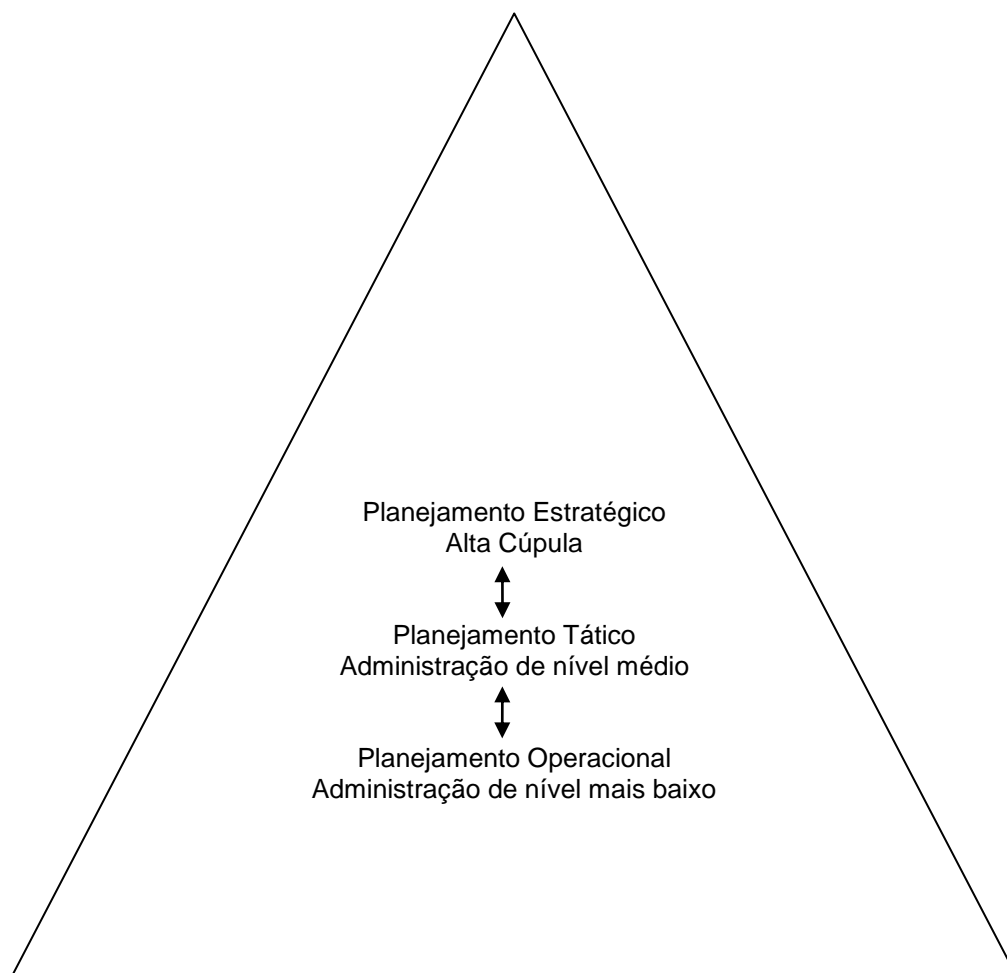 Planejamento Estratégico
Alta Cúpula
Planejamento Tático
Administração de nível médio
Planejamento Operacional
Administração de nível mais baixo